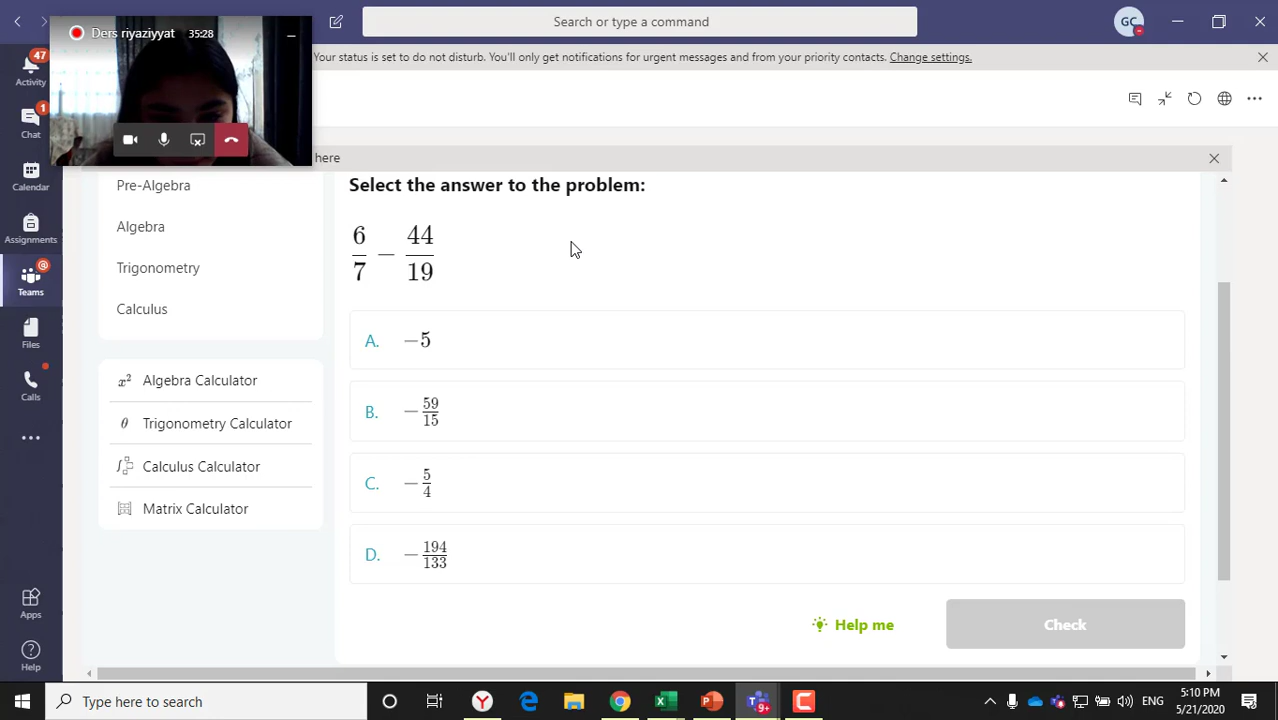 Search or type a command
GC
Ders riyaziyyat 35:28
Your status is set to do not disturb. You'll only get notifications for urgent messages and from your priority contacts. Change settings.
47
Activity
1
Chat
Calendar
Assignments
@
Teams
Files
Calls
Apps
Help
here
Pre-Algebra
Algebra
Trigonometry
Calculus
x² Algebra Calculator
θ Trigonometry Calculator
Calculus Calculator
Matrix Calculator
Select the answer to the problem:
6/7 − 44/19
A. −5
B. −59/15
C. −5/4
D. −194/133
Help me
Check
Type here to search
9+
ENG
5:10 PM
5/21/2020